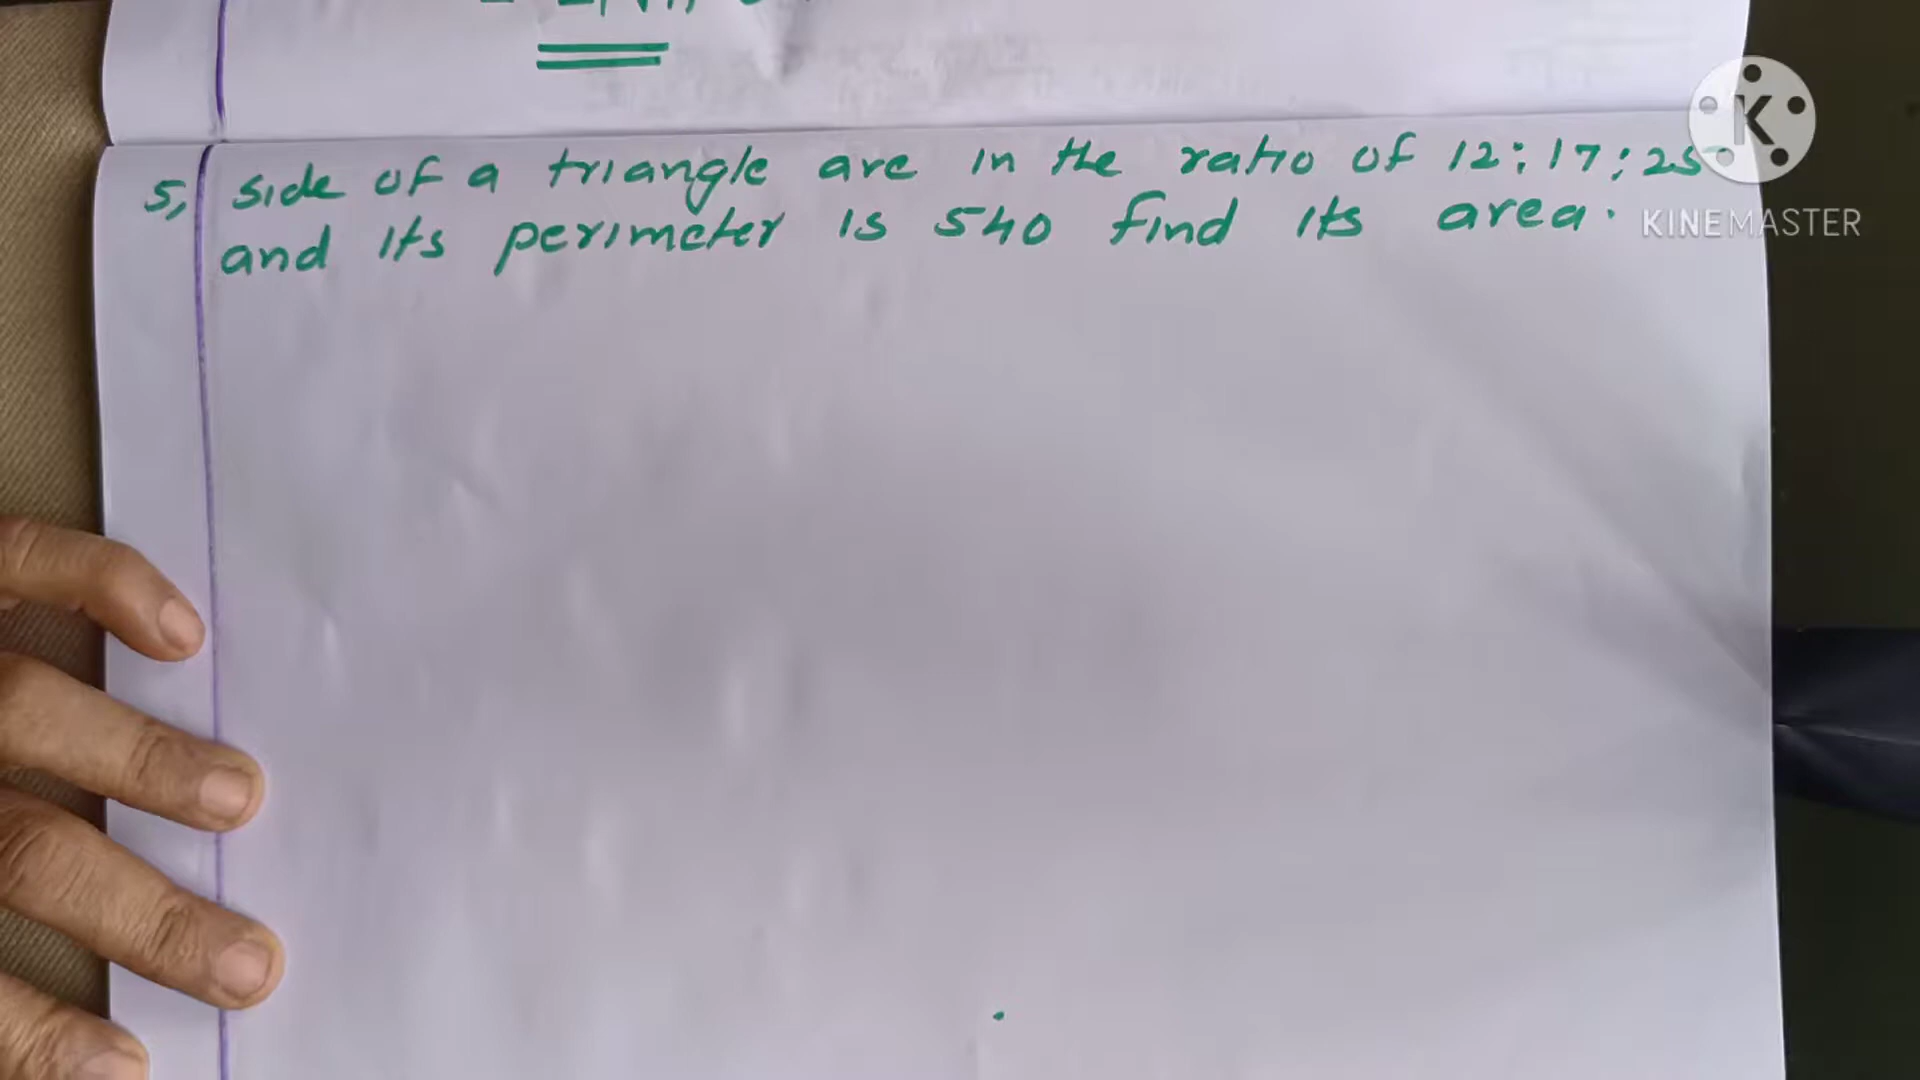 5, side of a triangle are in the ratio of 12:17:25
and its perimeter is 540 find its area.
K
KINEMASTER